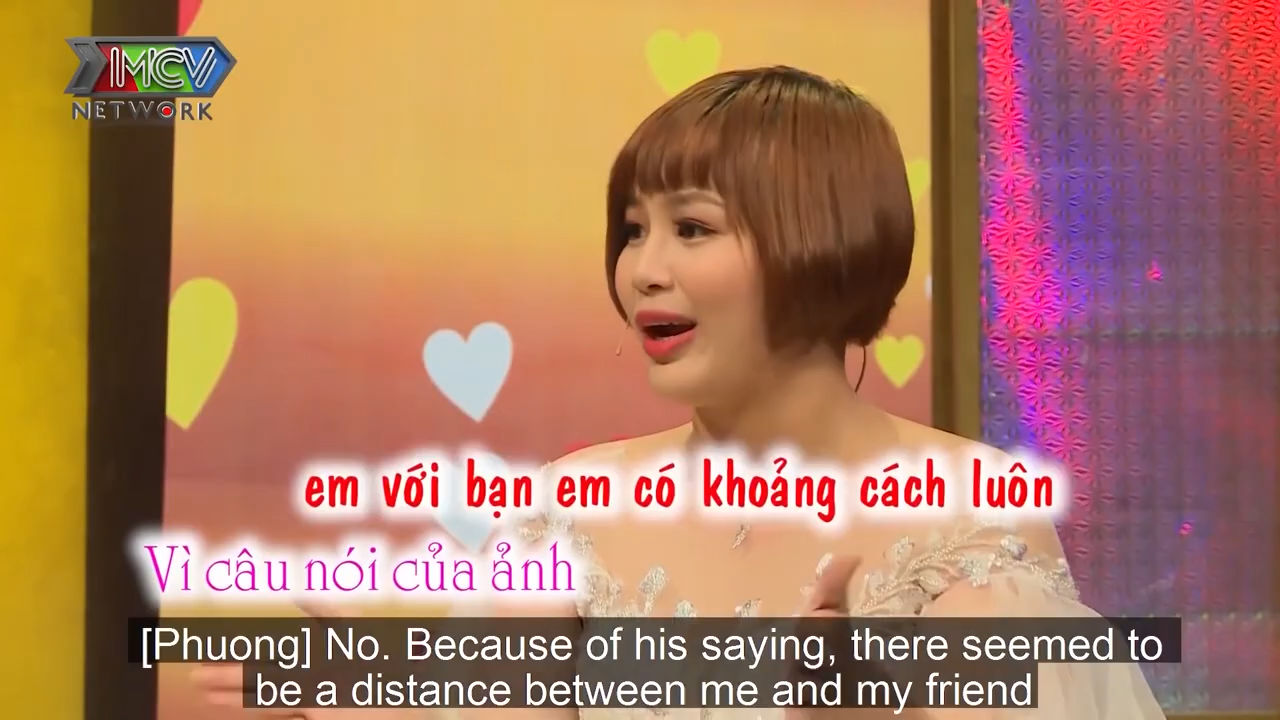 MCV
NETWORK
em với bạn em có khoảng cách luôn
Vì câu nói của ảnh
[Phuong] No. Because of his saying, there seemed to
be a distance between me and my friend